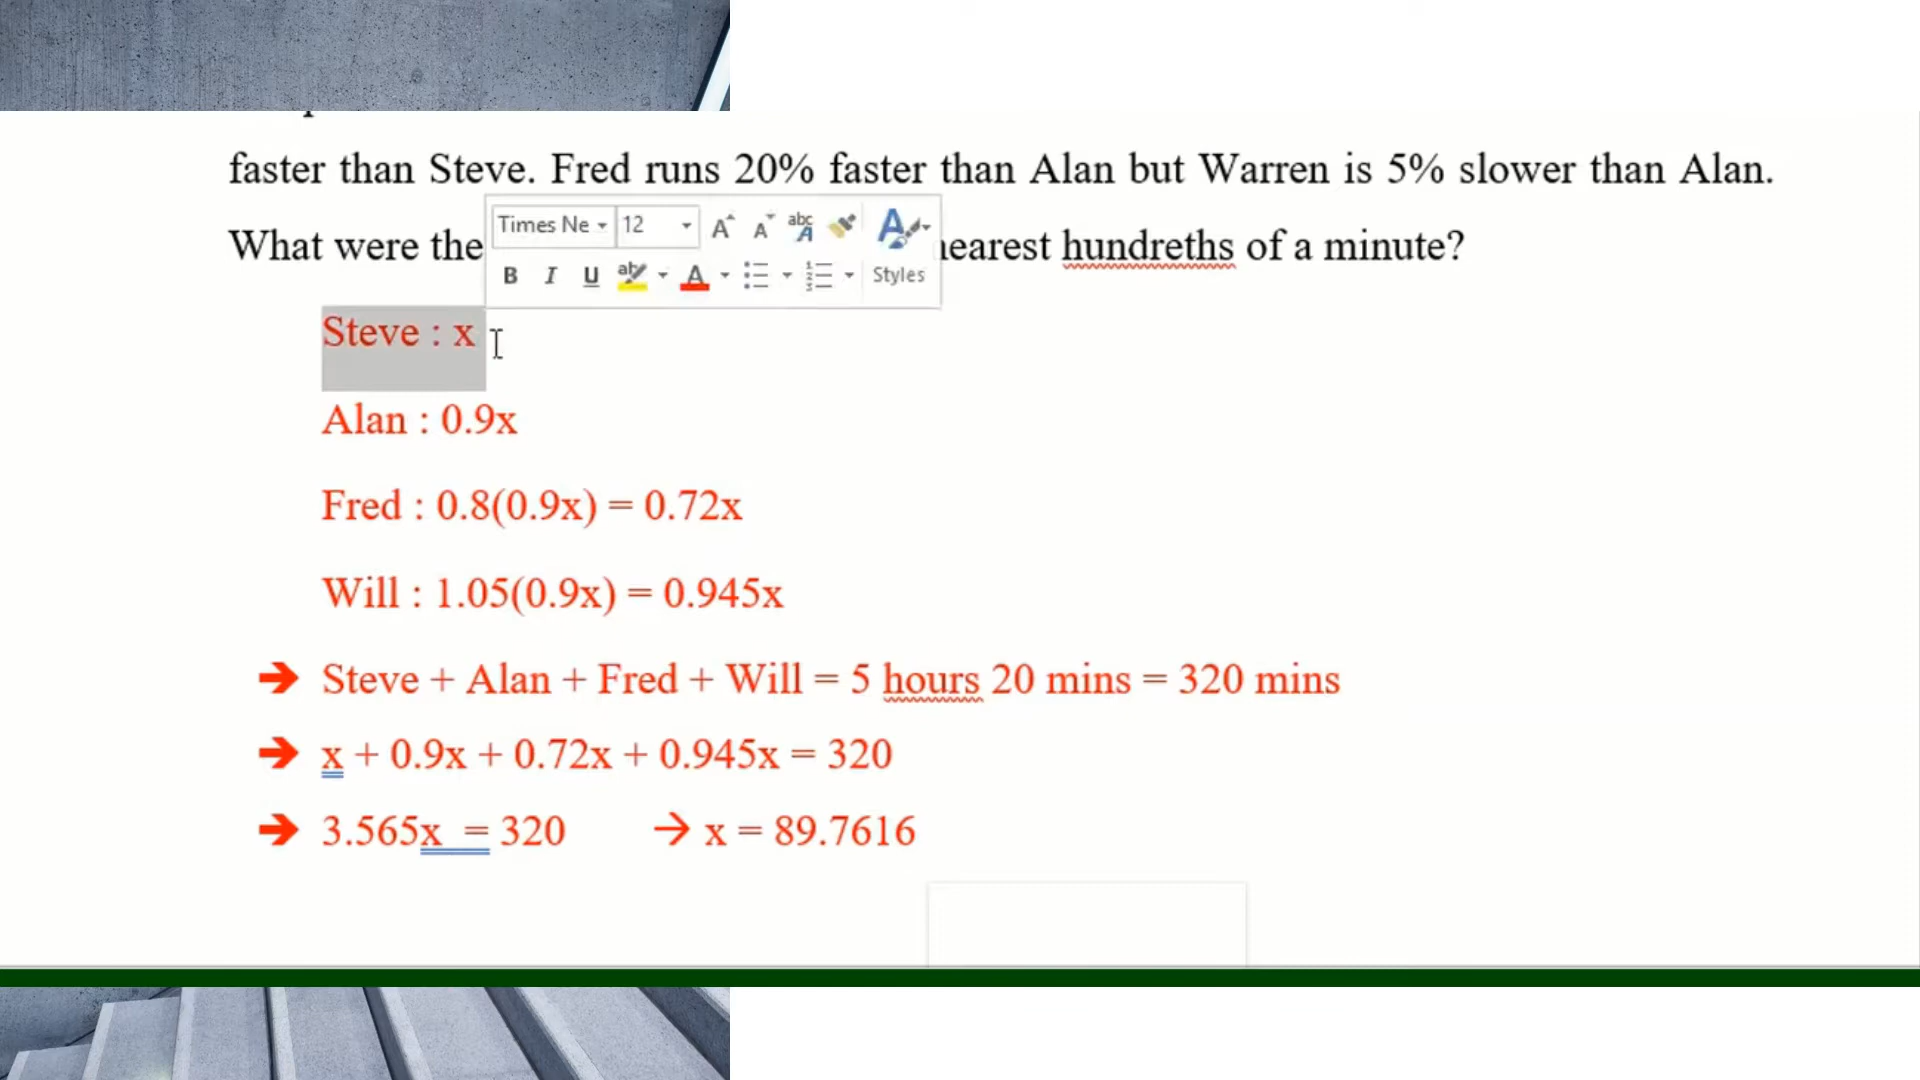 faster than Steve. Fred runs 20% faster than Alan but Warren is 5% slower than Alan.
What were the nearest hundreths of a minute?
Times Ne 12
B I U Styles
Steve : x
Alan : 0.9x
Fred : 0.8(0.9x) = 0.72x
Will : 1.05(0.9x) = 0.945x
➔ Steve + Alan + Fred + Will = 5 hours 20 mins = 320 mins
➔ x + 0.9x + 0.72x + 0.945x = 320
➔ 3.565x = 320 → x = 89.7616